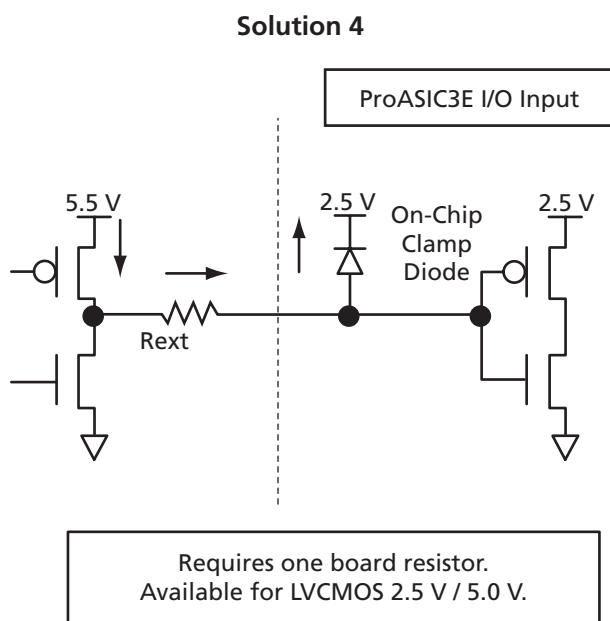 Solution 4
ProASIC3E I/O Input
5.5 V
2.5 V
On-Chip
Clamp
Diode
2.5 V
Rext
Requires one board resistor.
Available for LVCMOS 2.5 V / 5.0 V.